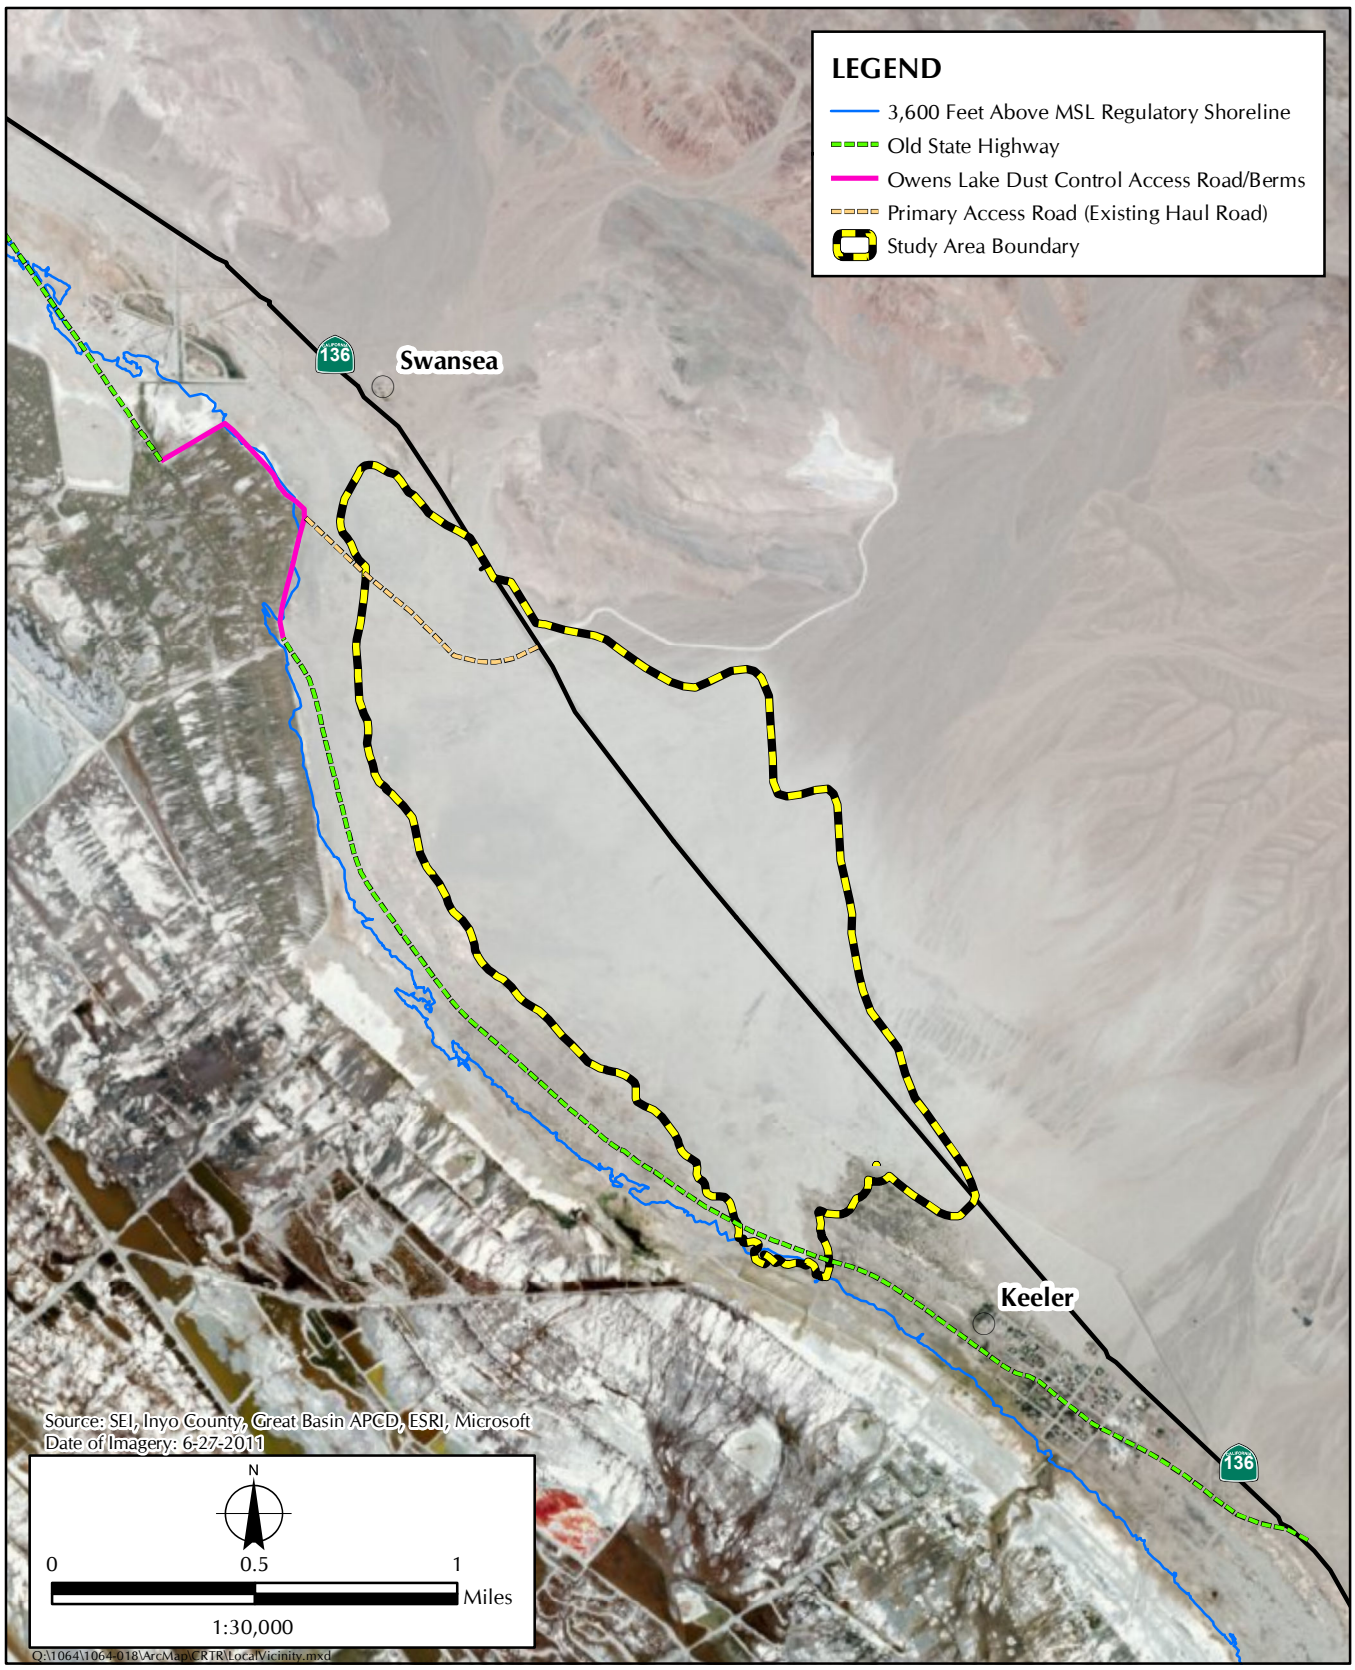 LEGEND
3,600 Feet Above MSL Regulatory Shoreline
Old State Highway
Owens Lake Dust Control Access Road/Berms
Primary Access Road (Existing Haul Road)
Study Area Boundary
CALIFORNIA
136
Swansea
Keeler
CALIFORNIA
136
Source: SEI, Inyo County, Great Basin APCD, ESRI, Microsoft
Date of Imagery: 6-27-2011
N
0 0.5 1
Miles
1:30,000
Q:\1064\1064-018\ArcMap\CRTR\LocalVicinity.mxd